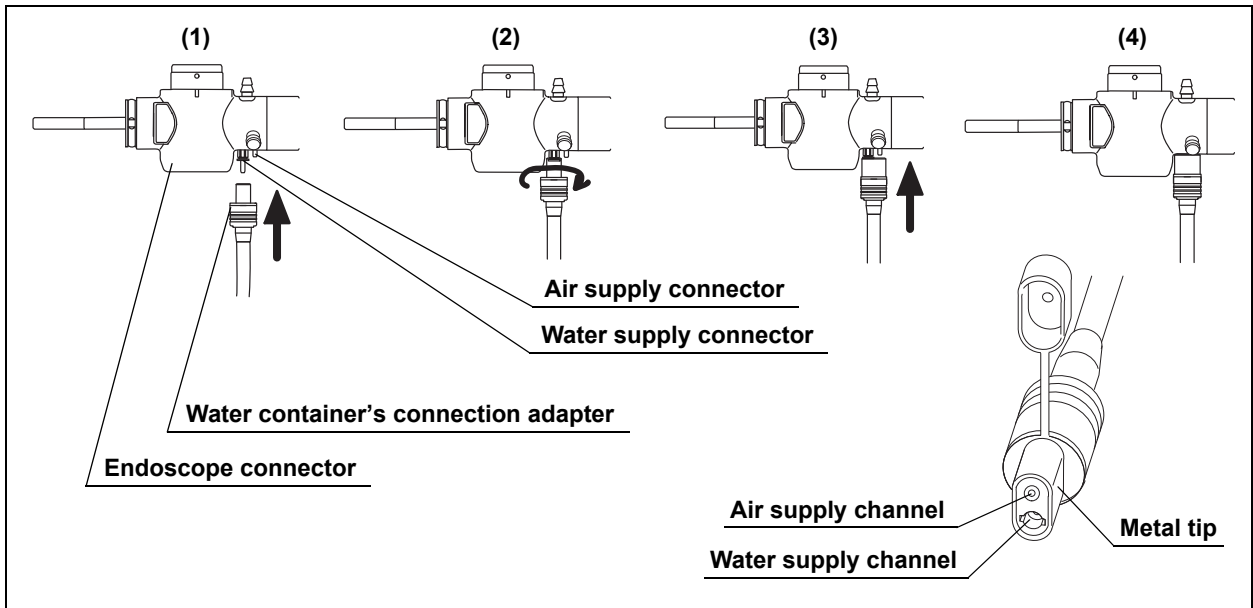 (1)
(2)
(3)
(4)
Air supply connector
Water supply connector
Water container’s connection adapter
Endoscope connector
Air supply channel
Metal tip
Water supply channel